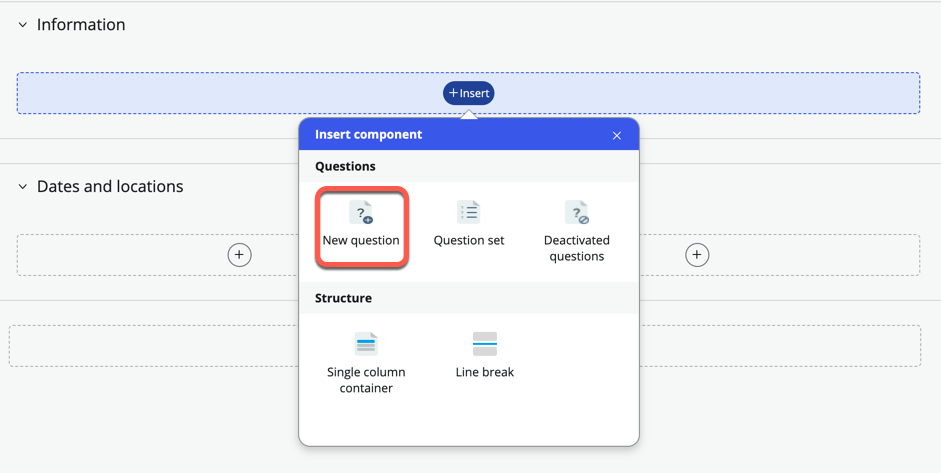 Information
+ Insert
Insert component
Questions
New question
Question set
Deactivated
questions
Dates and locations
Structure
Single column
container
Line break